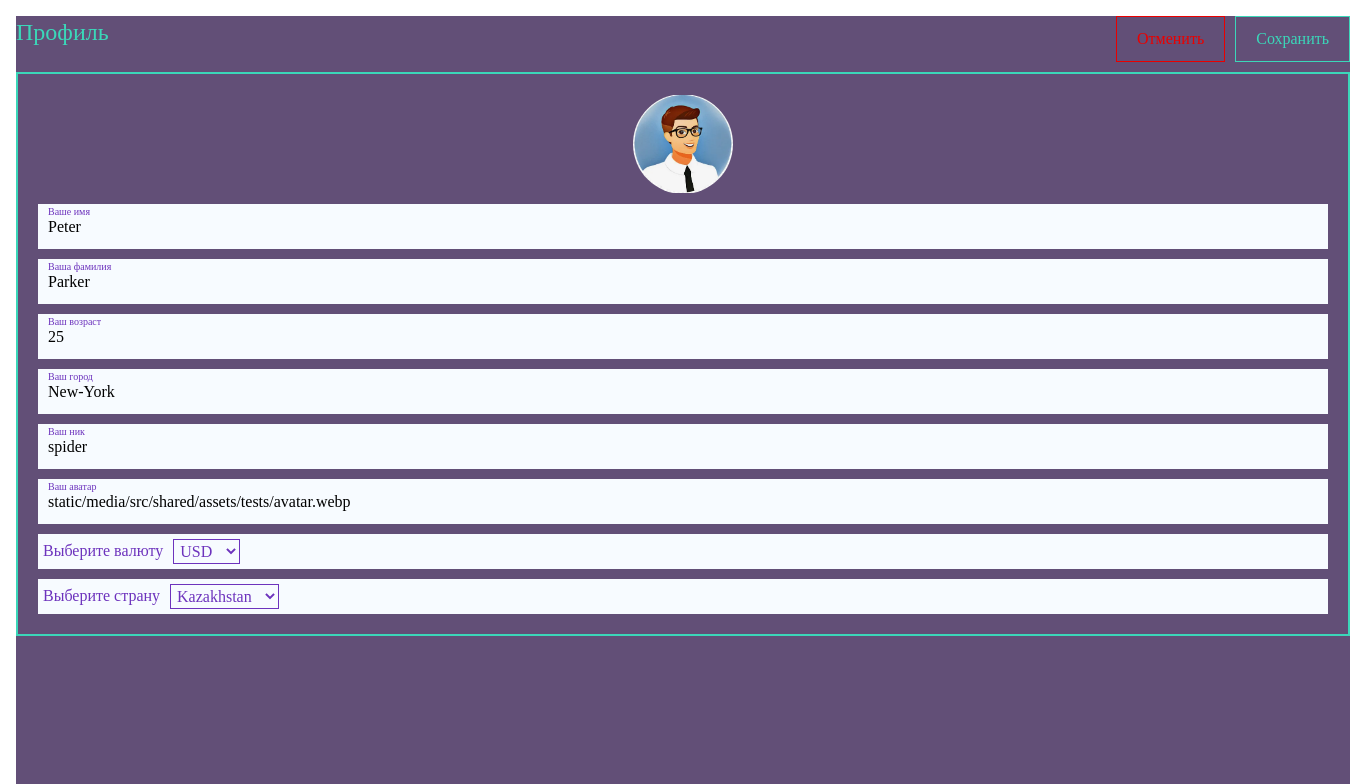 Профиль
Отменить
Сохранить
Ваше имя
Peter
Ваша фамилия
Parker
Ваш возраст
25
Ваш город
New-York
Ваш ник
spider
Ваш аватар
static/media/src/shared/assets/tests/avatar.webp
Выберите валюту USD
Выберите страну Kazakhstan